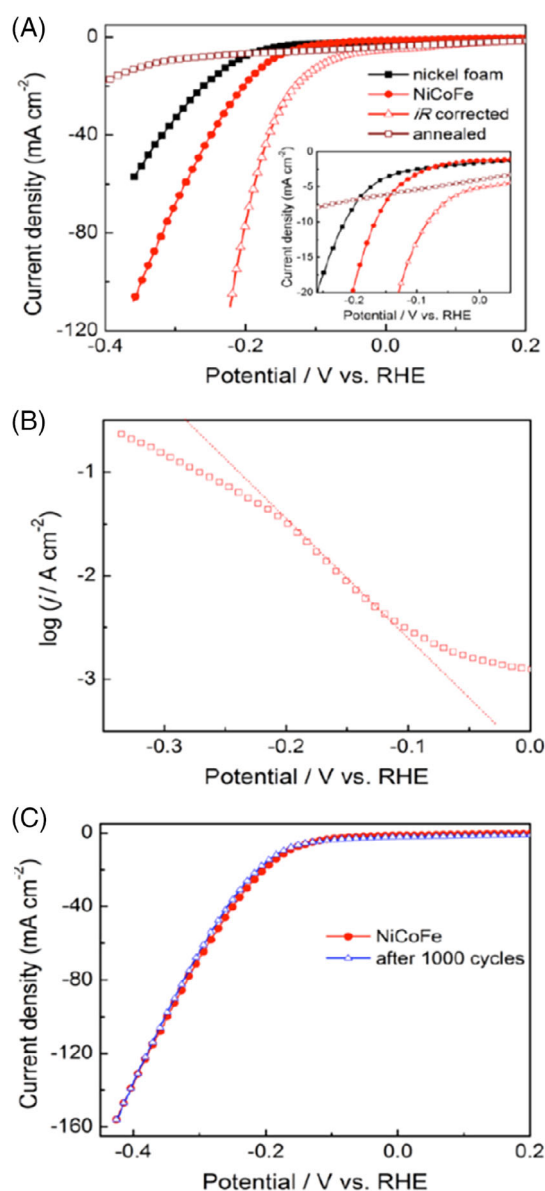 (A)
0
-40
-80
-120
Current density (mA cm⁻²)
nickel foam
NiCoFe
iR corrected
annealed
0
-5
-10
-15
-20
Current density (mA cm⁻²)
-0.2 -0.1 0.0
Potential / V vs. RHE
-0.4 -0.2 0.0 0.2
Potential / V vs. RHE
(B)
-1
-2
-3
log (j / A cm⁻²)
-0.3 -0.2 -0.1 0.0
Potential / V vs. RHE
(C)
0
-40
-80
-120
-160
Current density (mA cm⁻²)
NiCoFe
after 1000 cycles
-0.4 -0.2 0.0 0.2
Potential / V vs. RHE